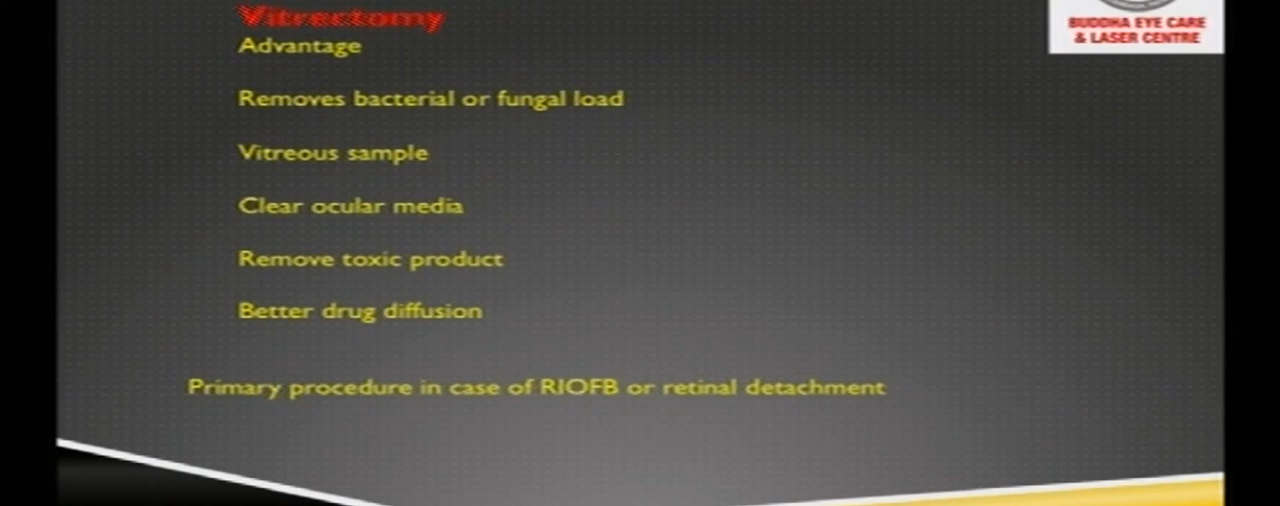 Vitrectomy
BUDDHA EYE CARE
& LASER CENTRE
Advantage
Removes bacterial or fungal load
Vitreous sample
Clear ocular media
Remove toxic product
Better drug diffusion
Primary procedure in case of RIOFB or retinal detachment